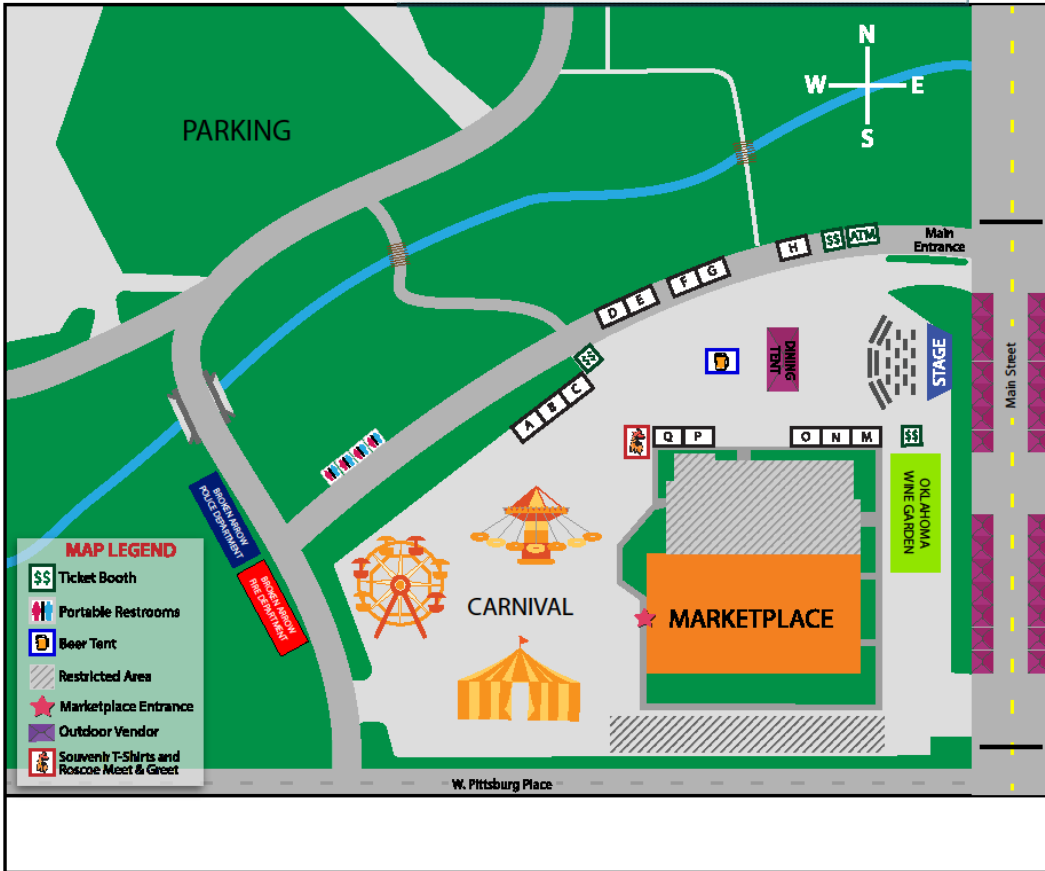 N
W E
S
PARKING
Main
Entrance
H
$$
ATM
D
E
F
G
$$
A
B
C
DINING
TENT
STAGE
Main Street
Q
P
O
N
M
$$
OKLAHOMA
WINE GARDEN
BROKEN ARROW
POLICE DEPARTMENT
BROKEN ARROW
FIRE DEPARTMENT
CARNIVAL
MARKETPLACE
MAP LEGEND
$$ Ticket Booth
Portable Restrooms
Beer Tent
Restricted Area
Marketplace Entrance
Outdoor Vendor
Souvenir T-Shirts and
Roscoe Meet & Greet
W. Pittsburg Place